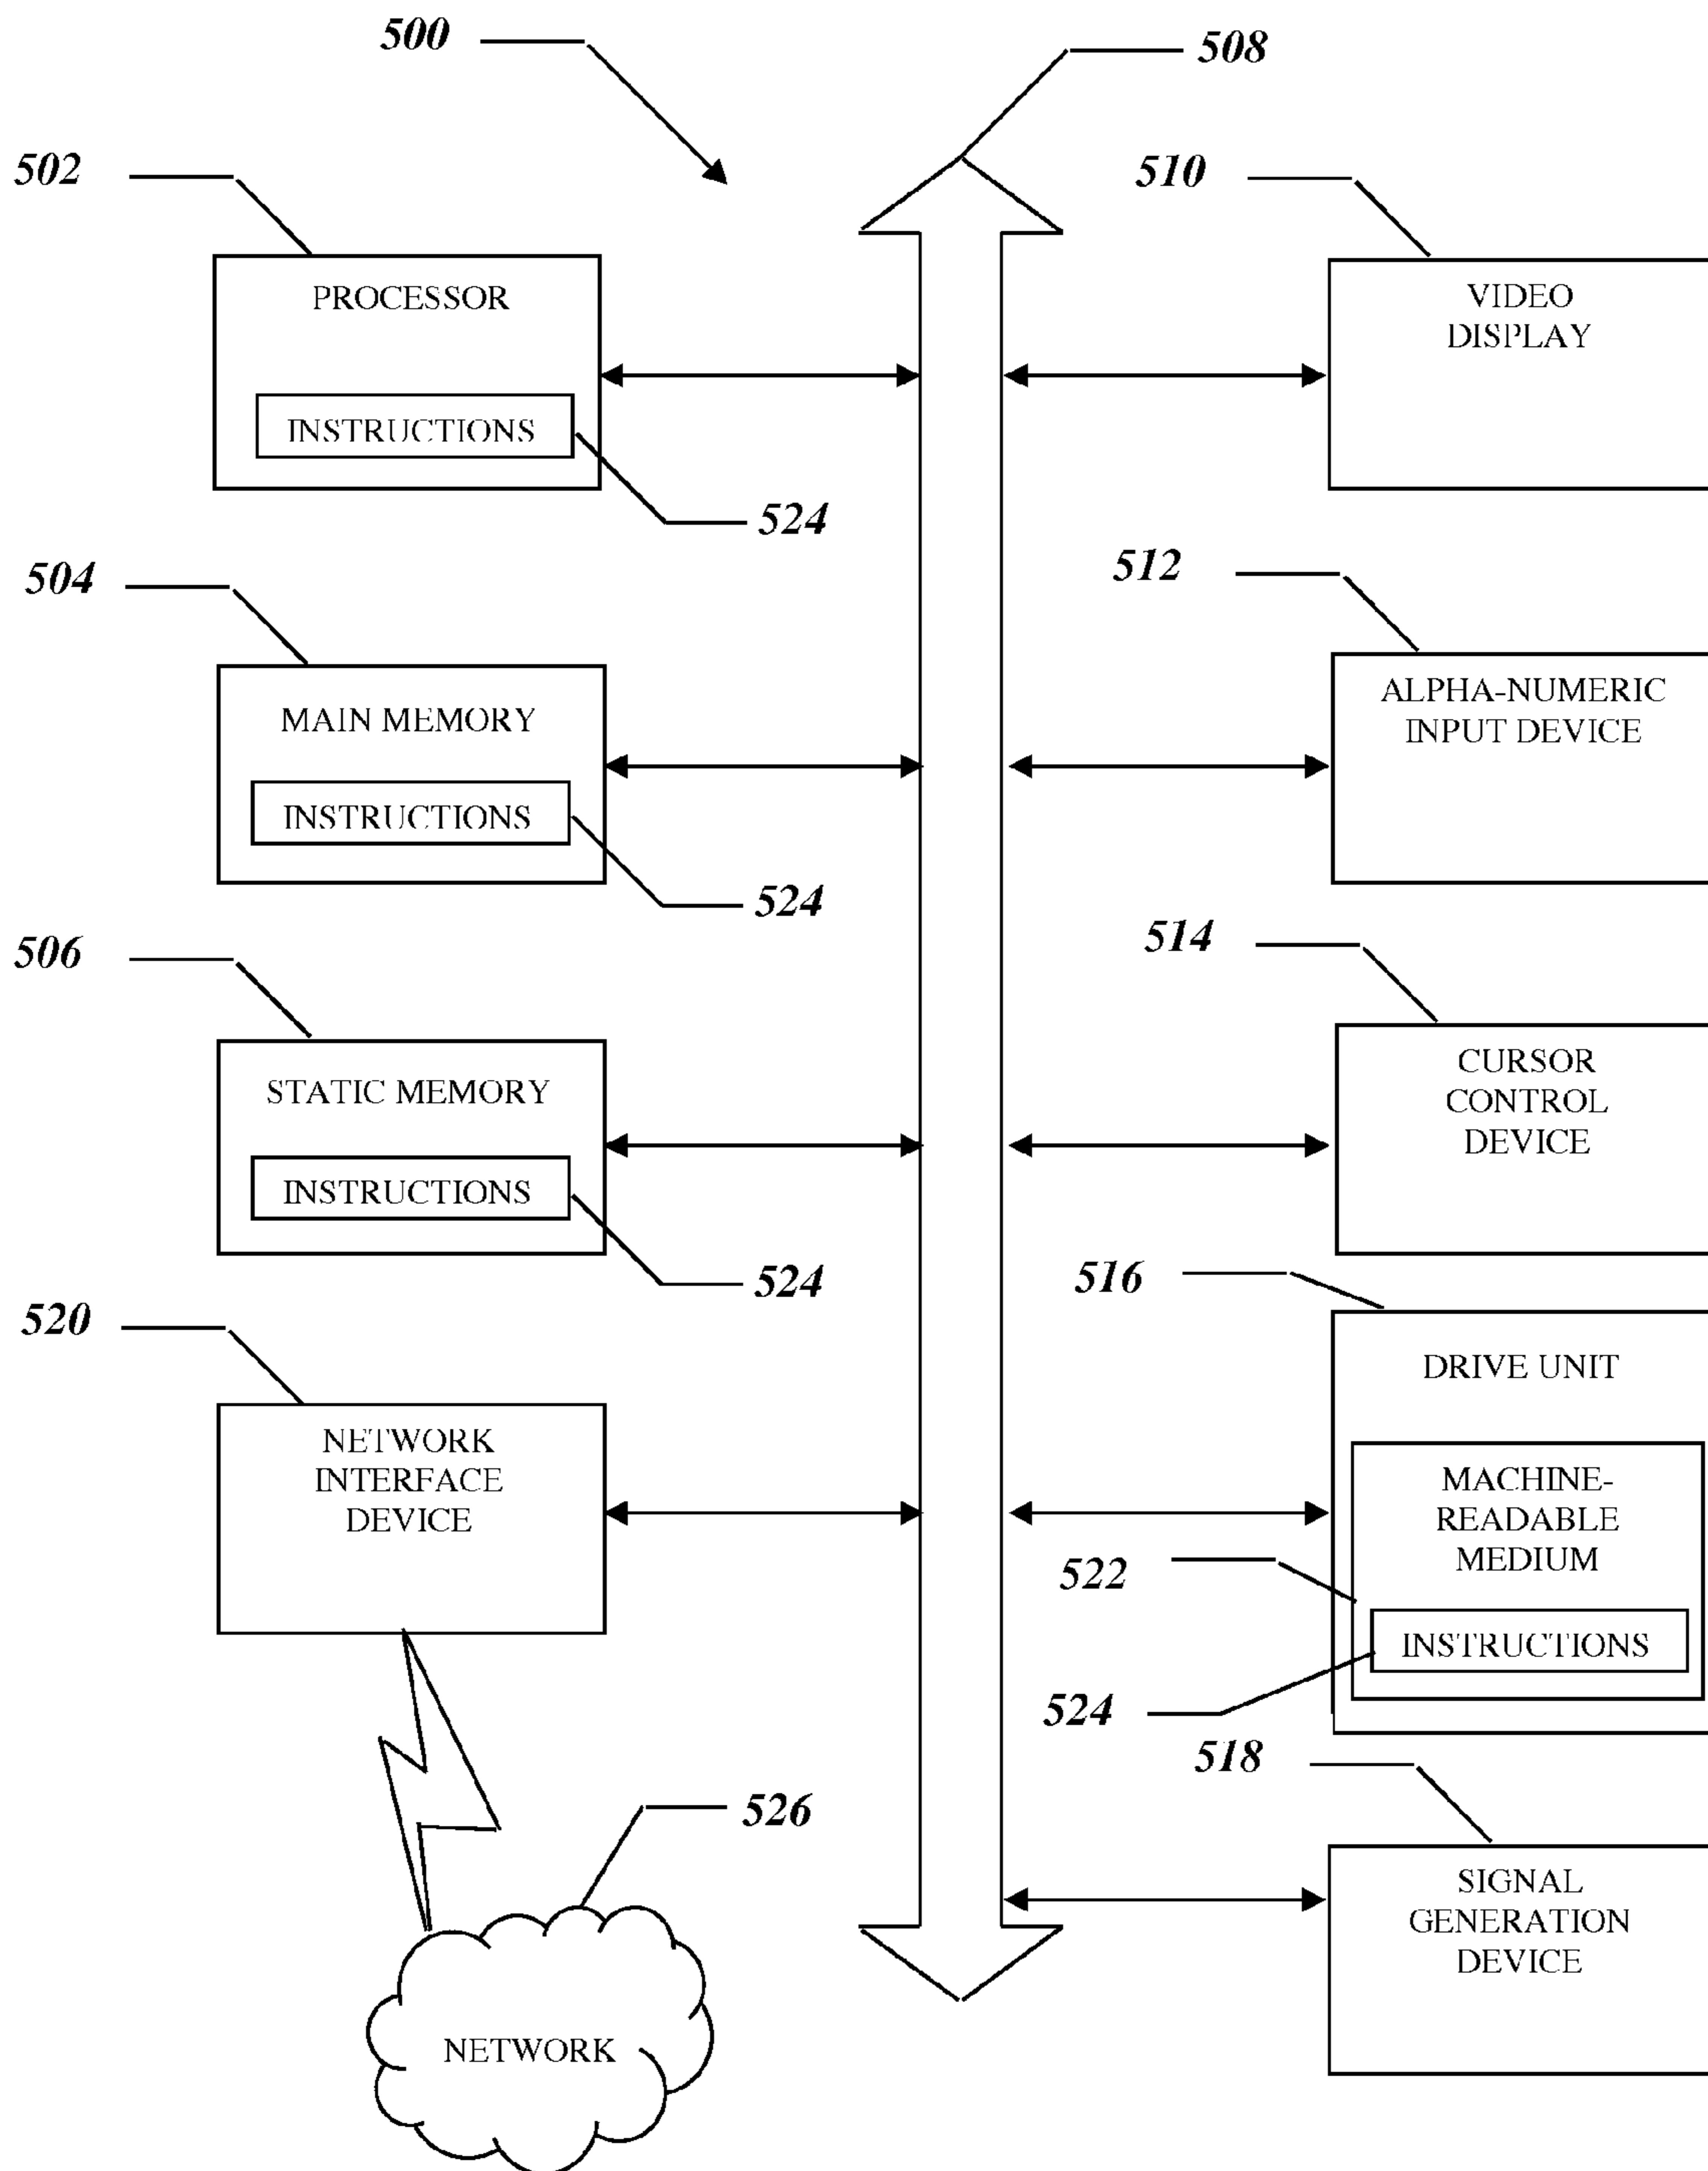 500
508
502
510
PROCESSOR
INSTRUCTIONS
524
VIDEO
DISPLAY
504
512
MAIN MEMORY
INSTRUCTIONS
524
ALPHA-NUMERIC
INPUT DEVICE
506
514
STATIC MEMORY
INSTRUCTIONS
524
CURSOR
CONTROL
DEVICE
520
516
NETWORK
INTERFACE
DEVICE
DRIVE UNIT
MACHINE-
READABLE
MEDIUM
522
INSTRUCTIONS
524
518
526
SIGNAL
GENERATION
DEVICE
NETWORK